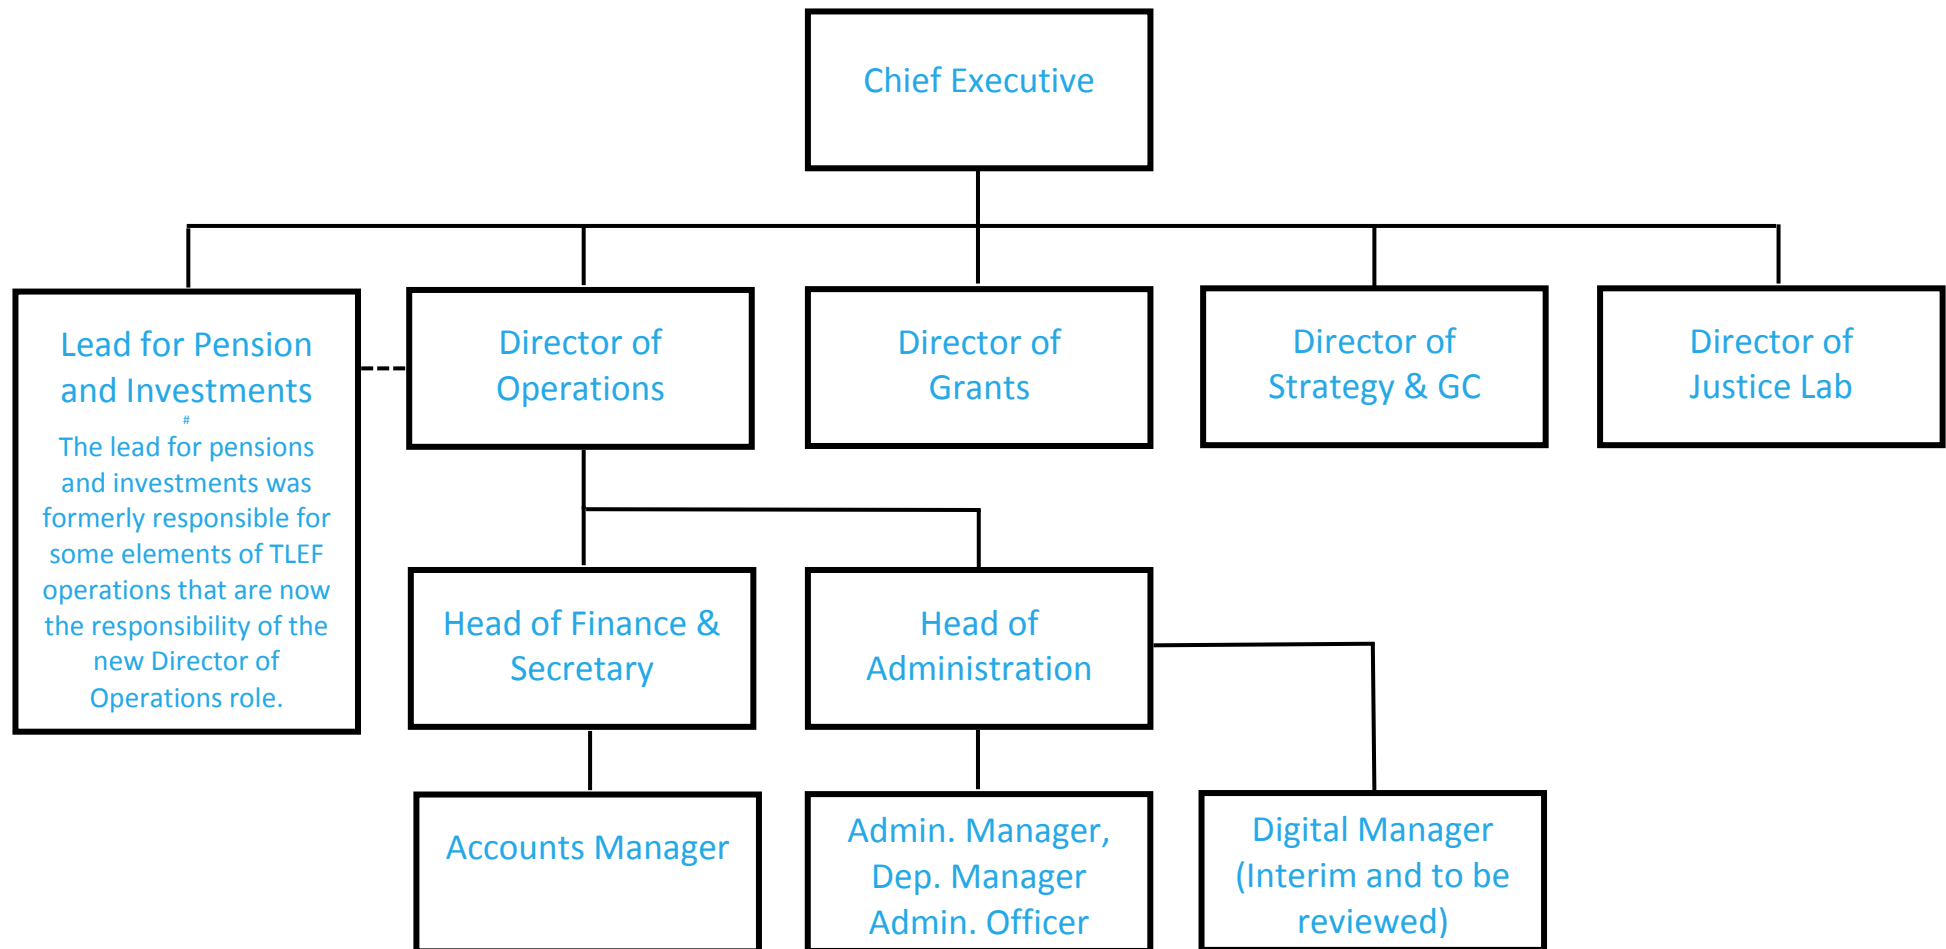 Chief Executive
Lead for Pension
and Investments
#
The lead for pensions
and investments was
formerly responsible for
some elements of TLEF
operations that are now
the responsibility of the
new Director of
Operations role.
Director of
Operations
Director of
Grants
Director of
Strategy & GC
Director of
Justice Lab
Head of Finance &
Secretary
Head of
Administration
Accounts Manager
Admin. Manager,
Dep. Manager
Admin. Officer
Digital Manager
(Interim and to be
reviewed)